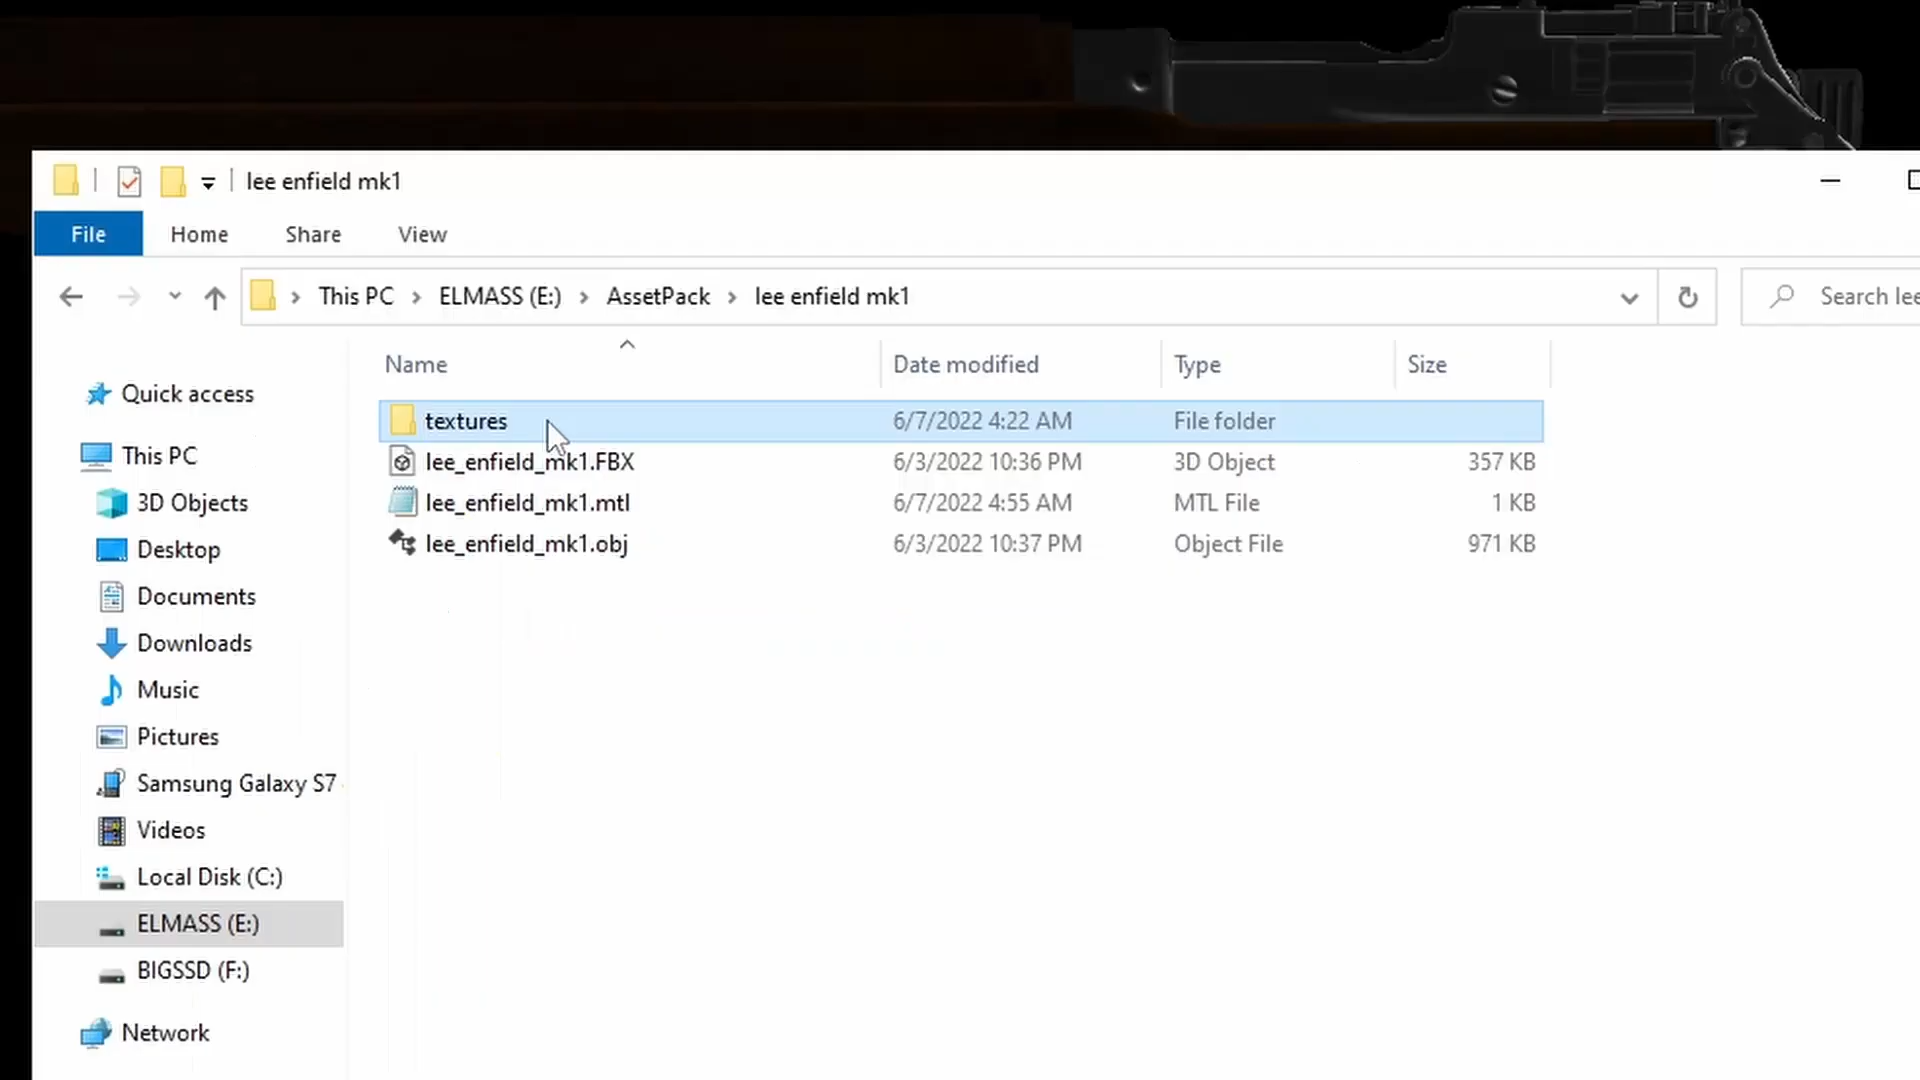 lee enfield mk1
File Home Share View
This PC ELMASS (E:) AssetPack lee enfield mk1 Search lee
Name Date modified Type Size
textures 6/7/2022 4:22 AM File folder
lee_enfield_mk1.FBX 6/3/2022 10:36 PM 3D Object 357 KB
lee_enfield_mk1.mtl 6/7/2022 4:55 AM MTL File 1 KB
lee_enfield_mk1.obj 6/3/2022 10:37 PM Object File 971 KB
Quick access
This PC
3D Objects
Desktop
Documents
Downloads
Music
Pictures
Samsung Galaxy S7
Videos
Local Disk (C:)
ELMASS (E:)
BIGSSD (F:)
Network